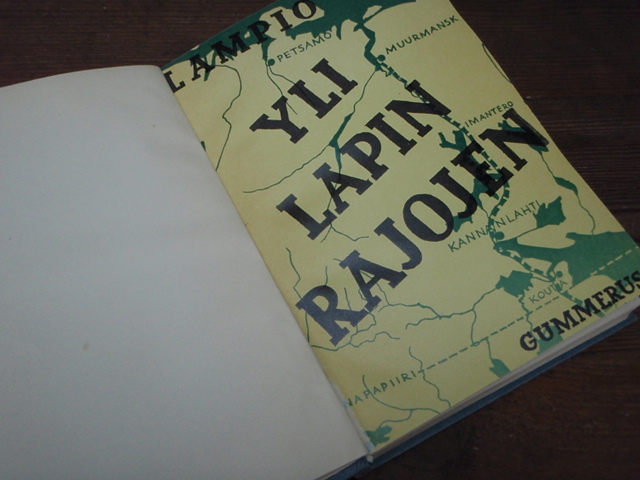 LAMPIO
PETSAMO
MUURMANSK
YLI
LAPIN
IMANTERO
RAJOJEN
KANNANLAHTI
KOUTA
NAPAPIIRI
GUMMERUS